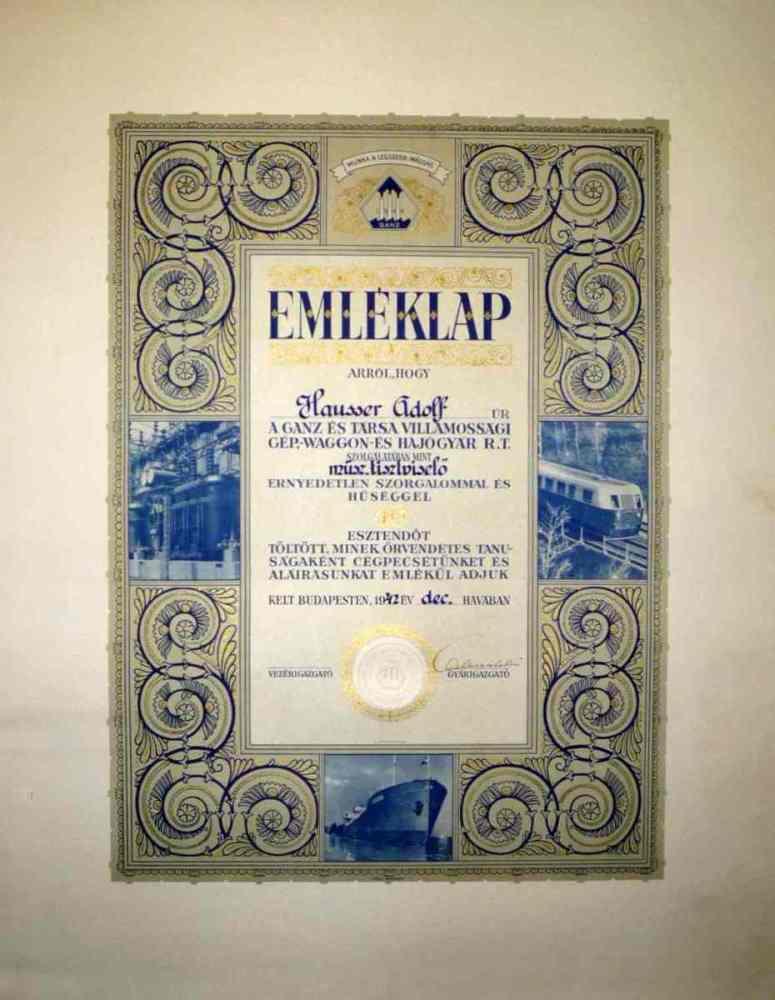 MUNKA A LEGSZEBB IMÁDSÁG
GANZ
EMLÉKLAP
ARRÓL, HOGY
Hausser Adolf ÚR
A GANZ ÉS TÁRSA VILLAMOSSÁGI
GÉP-, WAGGON- ÉS HAJÓGYÁR R.T.
SZOLGÁLATÁBAN MINT
műsz. tisztviselő
ERNYEDETLEN SZORGALOMMAL ÉS
HŰSÉGGEL
ESZTENDŐT
TÖLTÖTT, MINEK ÖRVENDETES TANU-
SÁGAKÉNT CÉGPECSÉTÜNKET ÉS
ALÁÍRÁSUNKAT EMLÉKÜL ADJUK
KELT BUDAPESTEN, 1942 ÉV dec. HAVÁBAN
VEZÉRIGAZGATÓ
GYÁRIGAZGATÓ